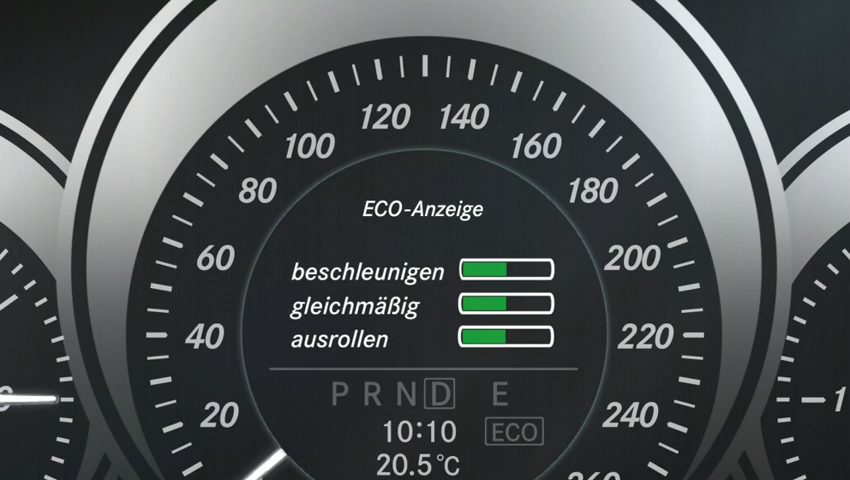 120 140
100 160
80 180
ECO-Anzeige
60 200
beschleunigen
gleichmäßig
ausrollen
40 220
P R N D E
20 240
10:10 ECO
20.5°C
1